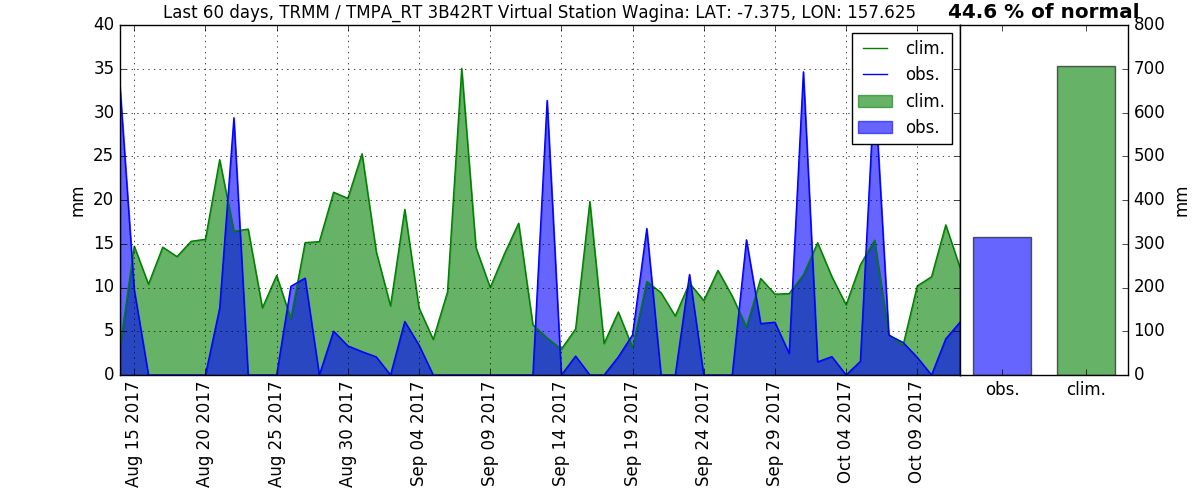 Last 60 days, TRMM / TMPA_RT 3B42RT Virtual Station Wagina: LAT: -7.375, LON: 157.625
44.6 % of normal
40
35
30
25
20
15
10
5
0
mm
clim.
obs.
clim.
obs.
800
700
600
500
400
300
200
100
0
mm
Aug 15 2017
Aug 20 2017
Aug 25 2017
Aug 30 2017
Sep 04 2017
Sep 09 2017
Sep 14 2017
Sep 19 2017
Sep 24 2017
Sep 29 2017
Oct 04 2017
Oct 09 2017
obs.
clim.